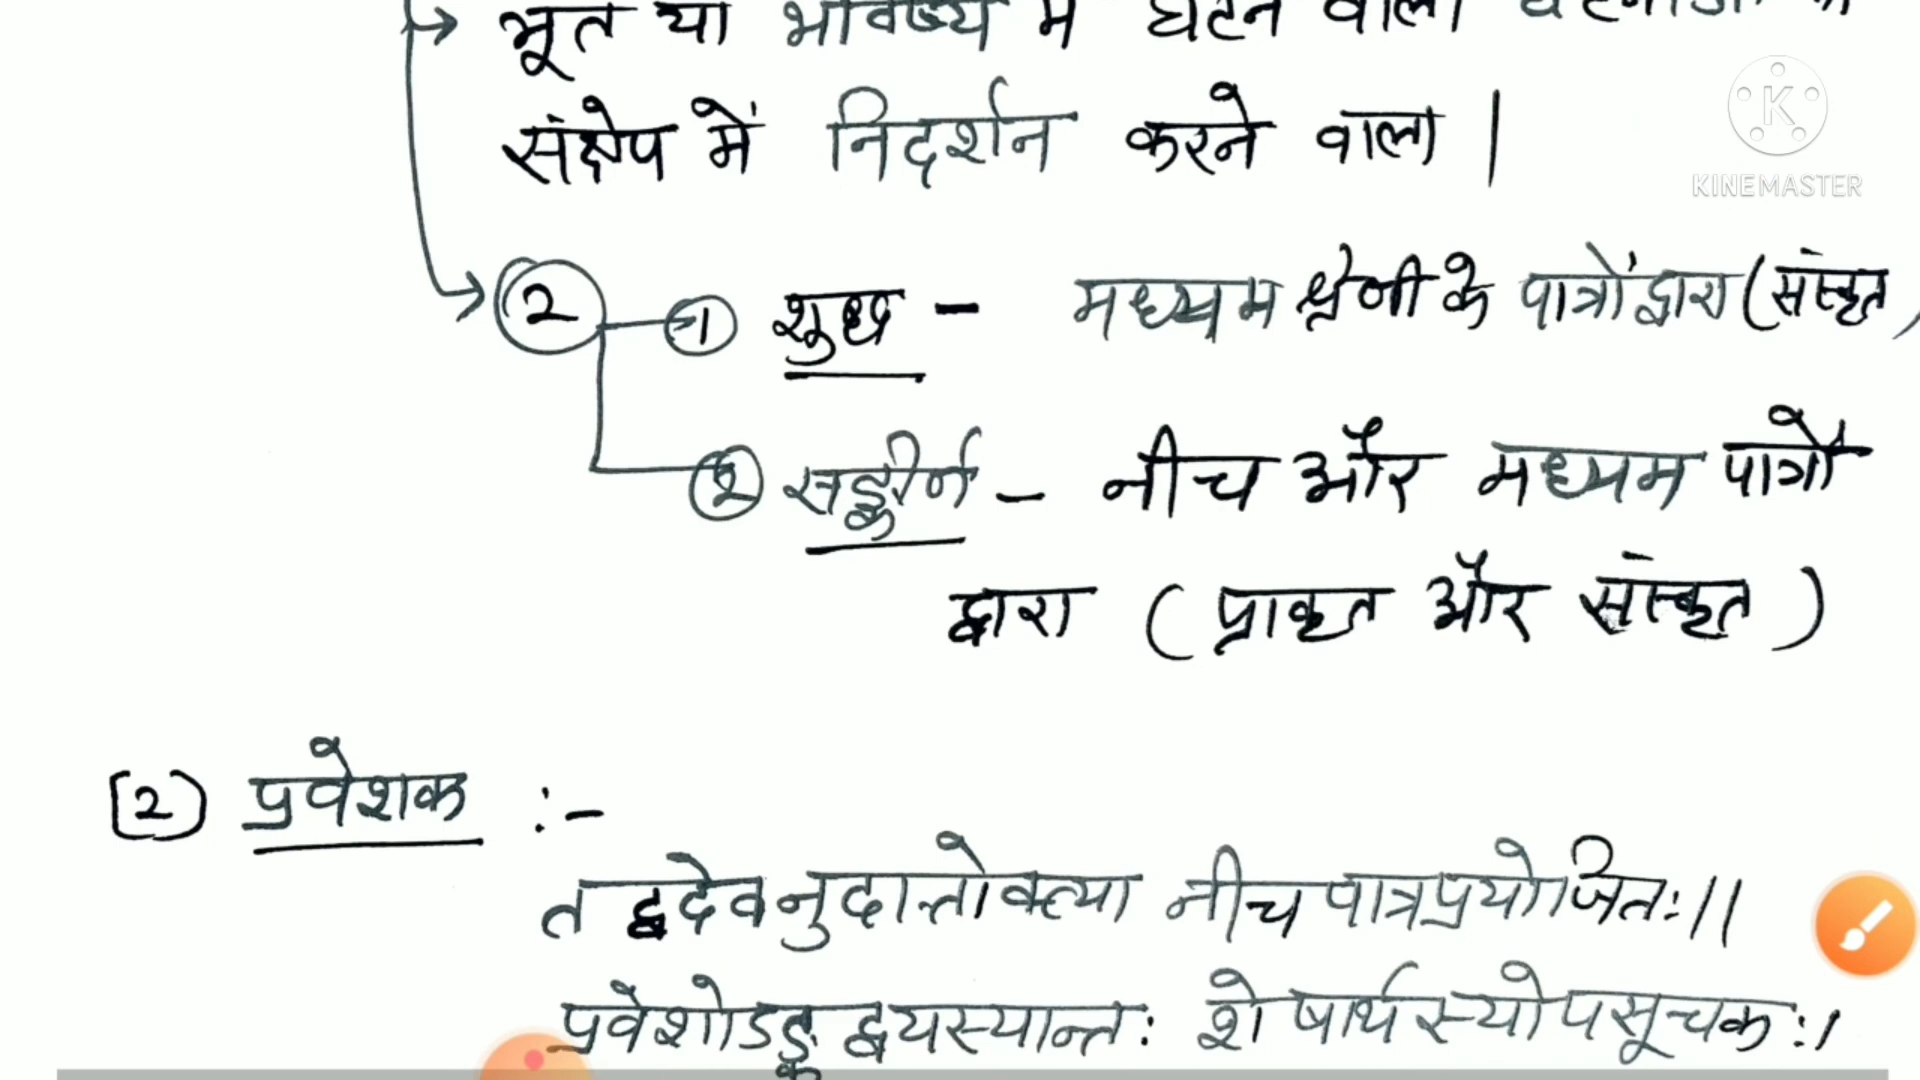 भूत या भविष्य में घटने वाली
संक्षेप में निदर्शन करने वाला |
K
KINEMASTER
2 1 शुद्ध - मध्यम श्रेणी के पात्रों द्वारा (संस्कृत,
2 सङ्कीर्ण - नीच और मध्यम पात्रों
द्वारा (प्राकृत और संस्कृत)
(2) प्रवेशक :-
तद्वदेवनुदात्तोक्त्या नीचपात्रप्रयोजितः||
प्रवेशोऽङ्कद्वयस्यान्तः शेषार्थस्योपसूचकः|